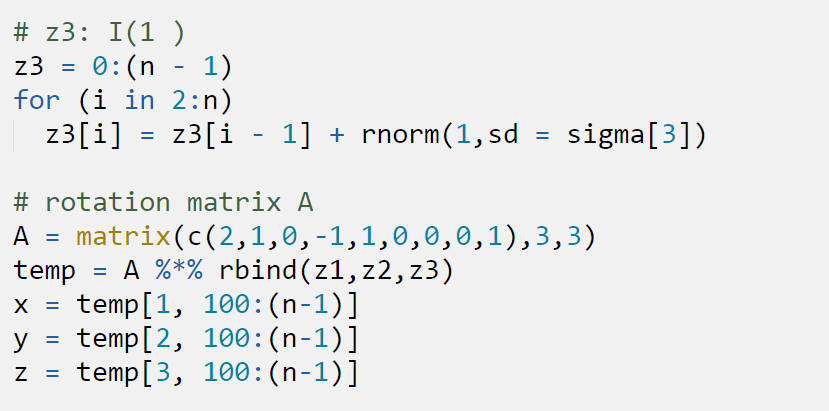 # z3: I(1 )
z3 = 0:(n - 1)
for (i in 2:n)
  z3[i] = z3[i - 1] + rnorm(1,sd = sigma[3])

# rotation matrix A
A = matrix(c(2,1,0,-1,1,0,0,0,1),3,3)
temp = A %*% rbind(z1,z2,z3)
x = temp[1, 100:(n-1)]
y = temp[2, 100:(n-1)]
z = temp[3, 100:(n-1)]